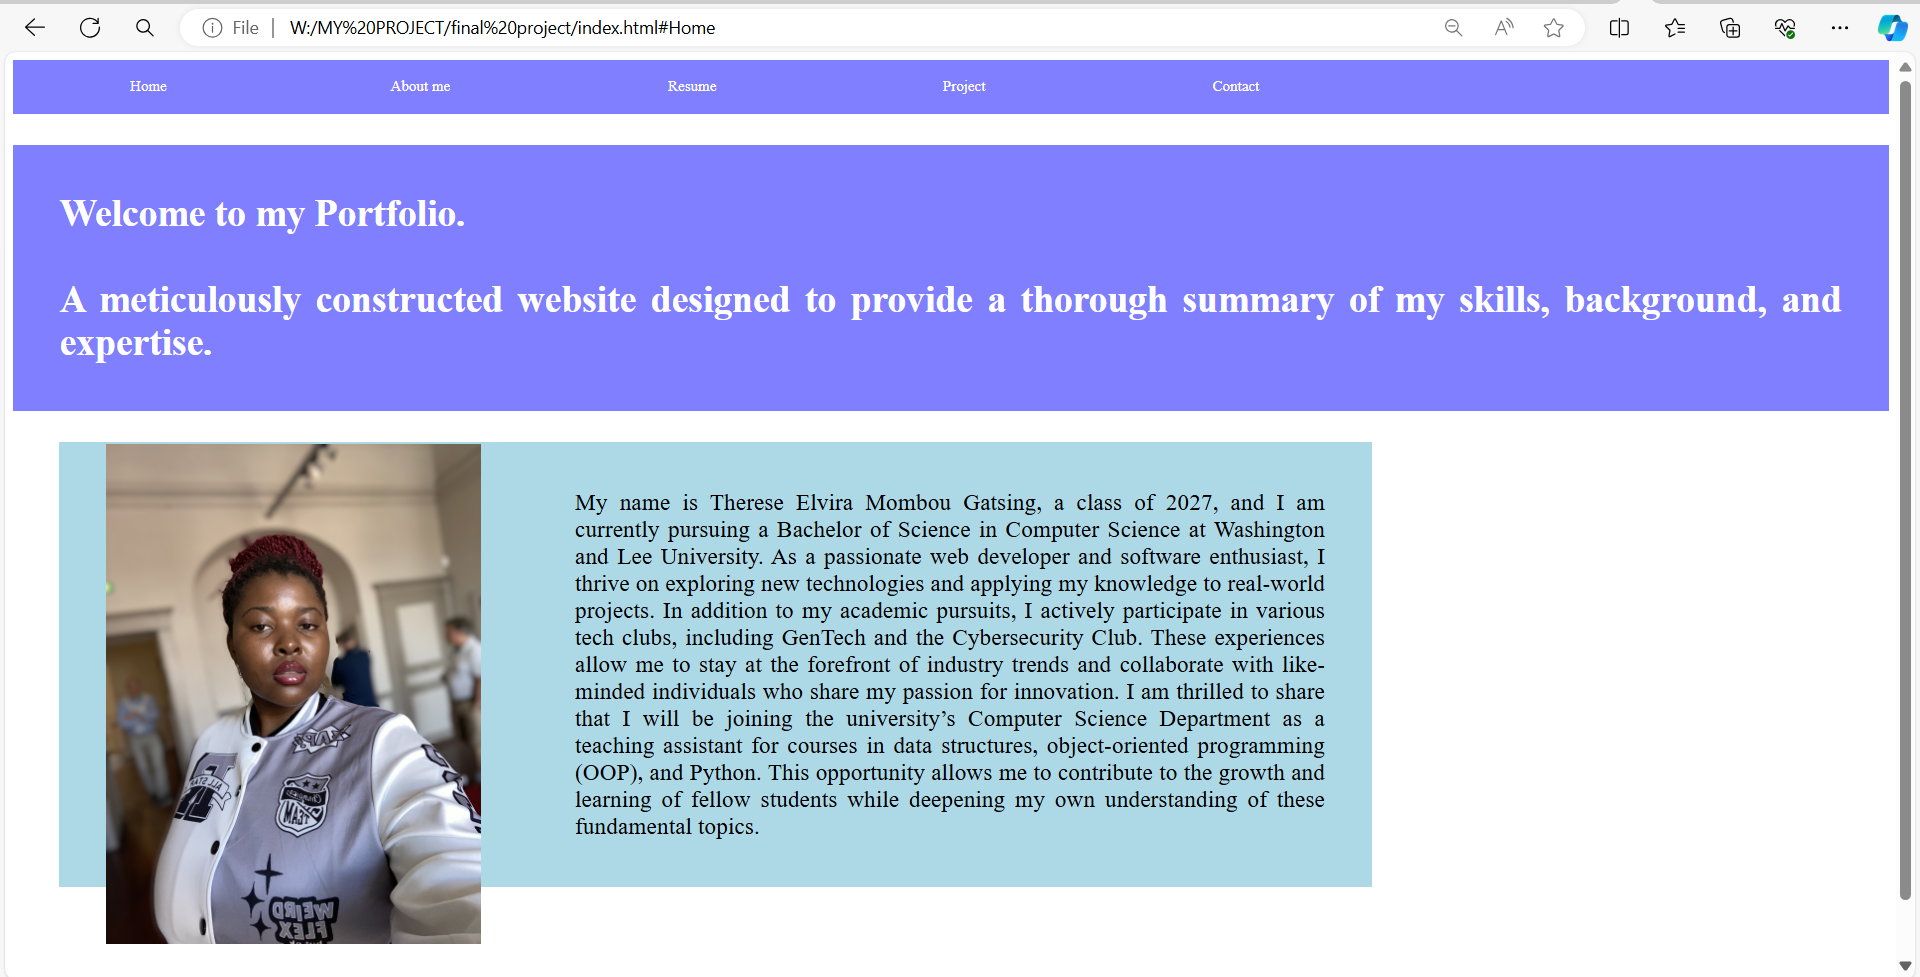 File W:/MY%20PROJECT/final%20project/index.html#Home
Home About me Resume Project Contact
Welcome to my Portfolio.
A meticulously constructed website designed to provide a thorough summary of my skills, background, and
expertise.
My name is Therese Elvira Mombou Gatsing, a class of 2027, and I am
currently pursuing a Bachelor of Science in Computer Science at Washington
and Lee University. As a passionate web developer and software enthusiast, I
thrive on exploring new technologies and applying my knowledge to real-world
projects. In addition to my academic pursuits, I actively participate in various
tech clubs, including GenTech and the Cybersecurity Club. These experiences
allow me to stay at the forefront of industry trends and collaborate with like-
minded individuals who share my passion for innovation. I am thrilled to share
that I will be joining the university’s Computer Science Department as a
teaching assistant for courses in data structures, object-oriented programming
(OOP), and Python. This opportunity allows me to contribute to the growth and
learning of fellow students while deepening my own understanding of these
fundamental topics.
TEAM
WEIRD
FLEX